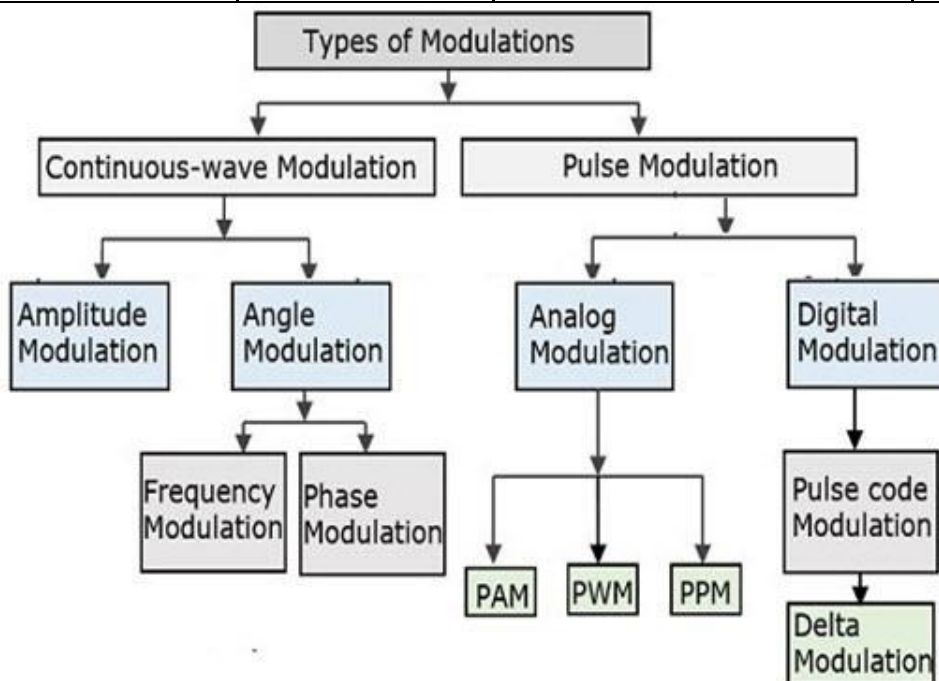 Types of Modulations
Continuous-wave Modulation
Pulse Modulation
Amplitude
Modulation
Angle
Modulation
Analog
Modulation
Digital
Modulation
Frequency
Modulation
Phase
Modulation
PAM
PWM
PPM
Pulse code
Modulation
Delta
Modulation